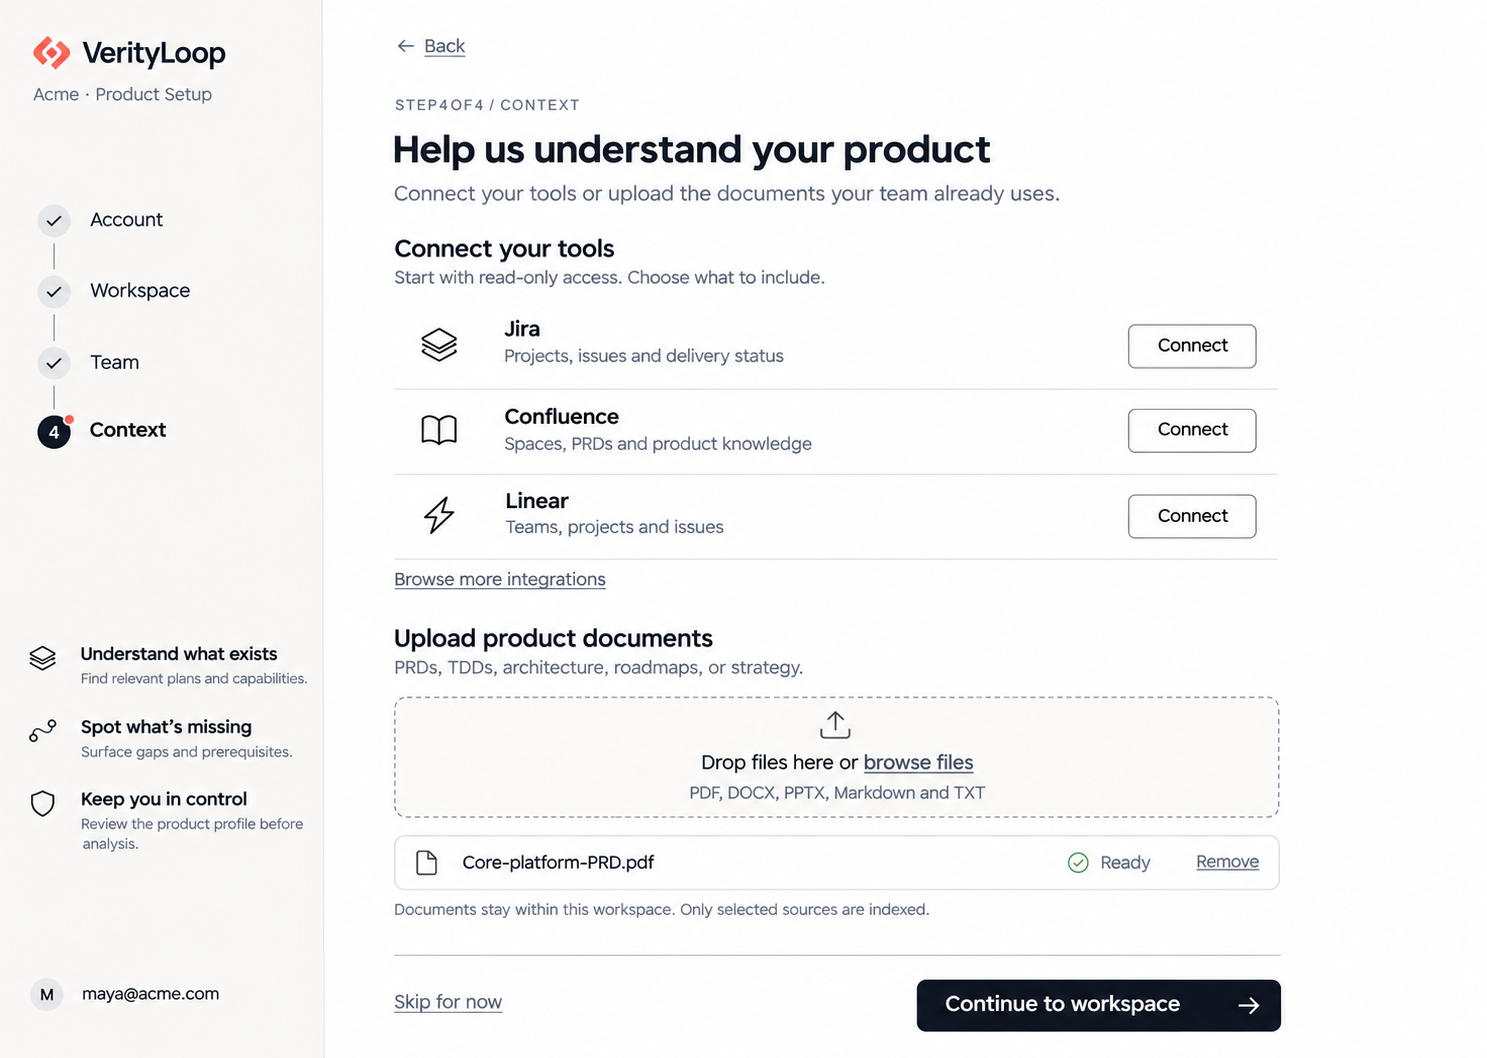 VerityLoop
Acme · Product Setup
Account
Workspace
Team
4 Context
Understand what exists
Find relevant plans and capabilities.
Spot what’s missing
Surface gaps and prerequisites.
Keep you in control
Review the product profile before
analysis.
M maya@acme.com
← Back
STEP4OF4 / CONTEXT
Help us understand your product
Connect your tools or upload the documents your team already uses.
Connect your tools
Start with read-only access. Choose what to include.
Jira
Projects, issues and delivery status
Connect
Confluence
Spaces, PRDs and product knowledge
Connect
Linear
Teams, projects and issues
Connect
Browse more integrations
Upload product documents
PRDs, TDDs, architecture, roadmaps, or strategy.
Drop files here or browse files
PDF, DOCX, PPTX, Markdown and TXT
Core-platform-PRD.pdf Ready Remove
Documents stay within this workspace. Only selected sources are indexed.
Skip for now
Continue to workspace →